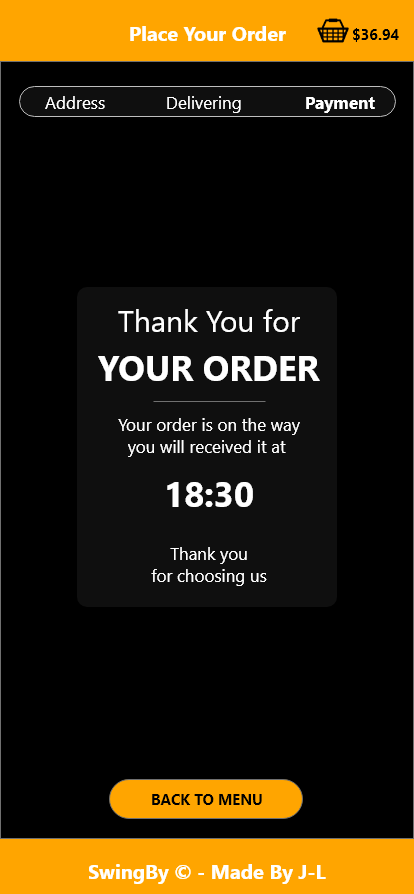 Place Your Order
$36.94
Address
Delivering
Payment
Thank You for
YOUR ORDER
Your order is on the way
you will received it at
18:30
Thank you
for choosing us
BACK TO MENU
SwingBy © - Made By J-L